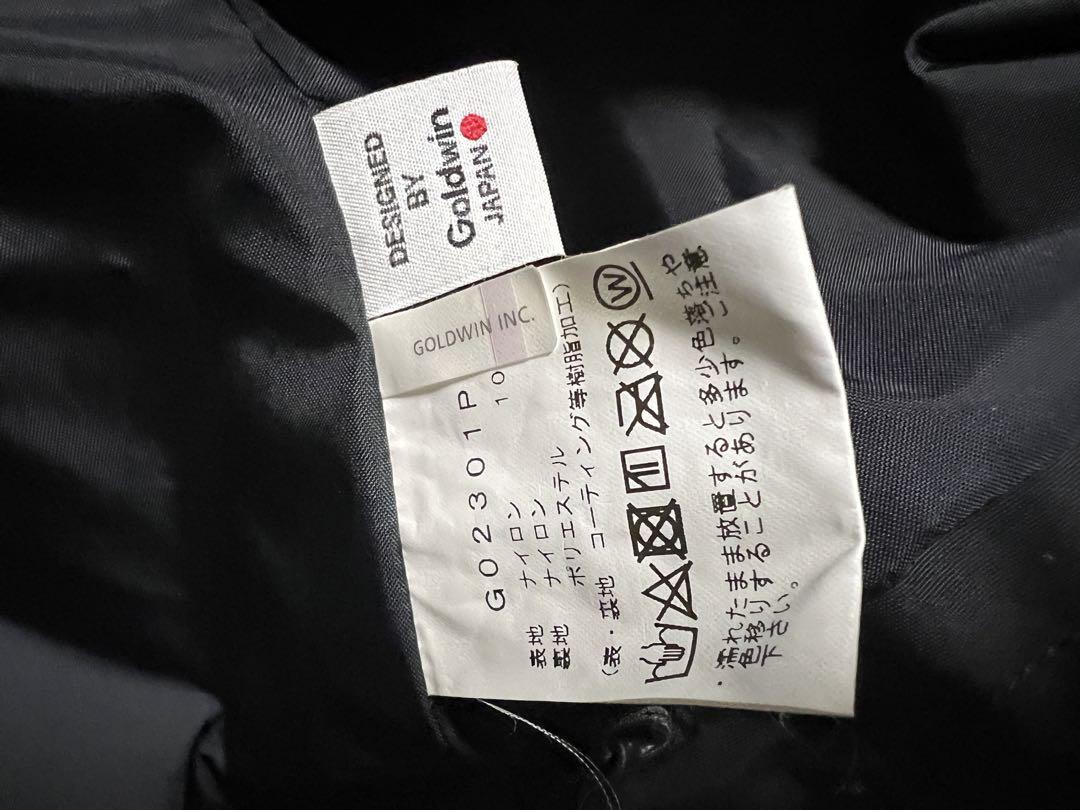 DESIGNED
BY
Goldwin
JAPAN
GOLDWIN INC.
GO2301P
10
表地 ナイロン
裏地 ナイロン
ポリエステル
(表・裏地 コーティング等樹脂加工)
W
・濡れたまま放置すると多少色落ちや
色移りすることがあります。ご注意
下さい。